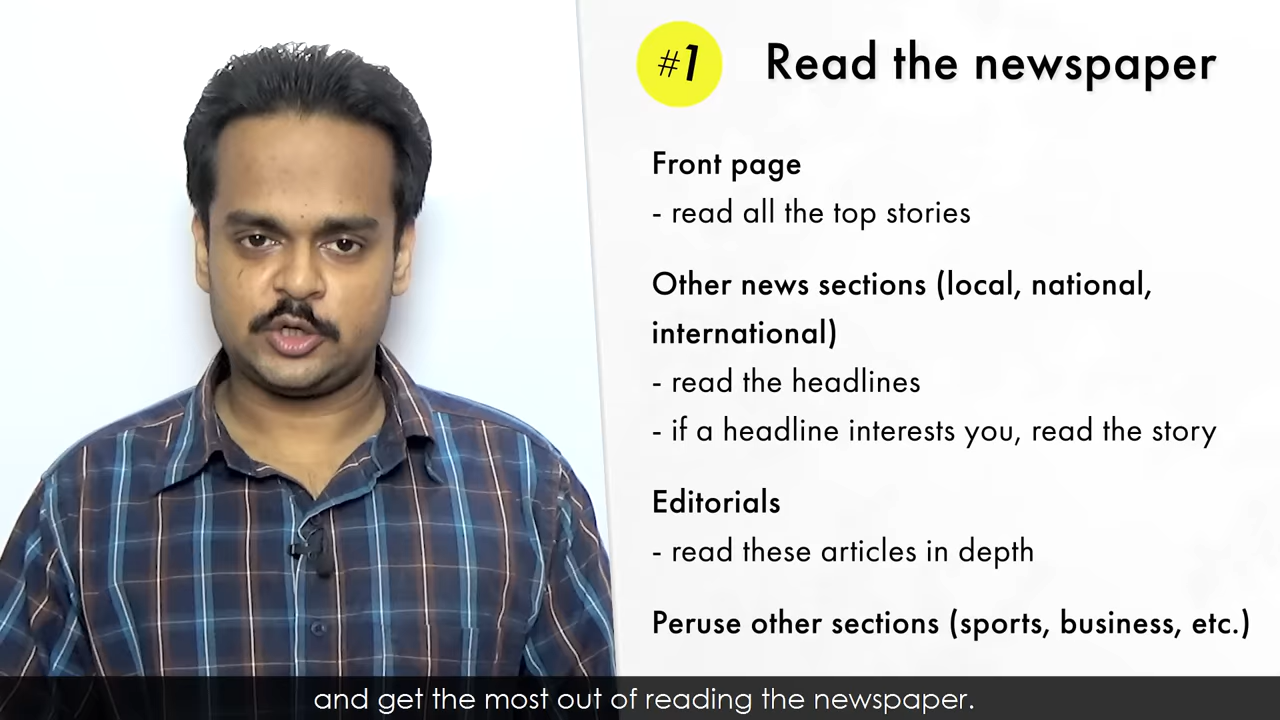 #1 Read the newspaper
Front page
- read all the top stories
Other news sections (local, national,
international)
- read the headlines
- if a headline interests you, read the story
Editorials
- read these articles in depth
Peruse other sections (sports, business, etc.)
and get the most out of reading the newspaper.